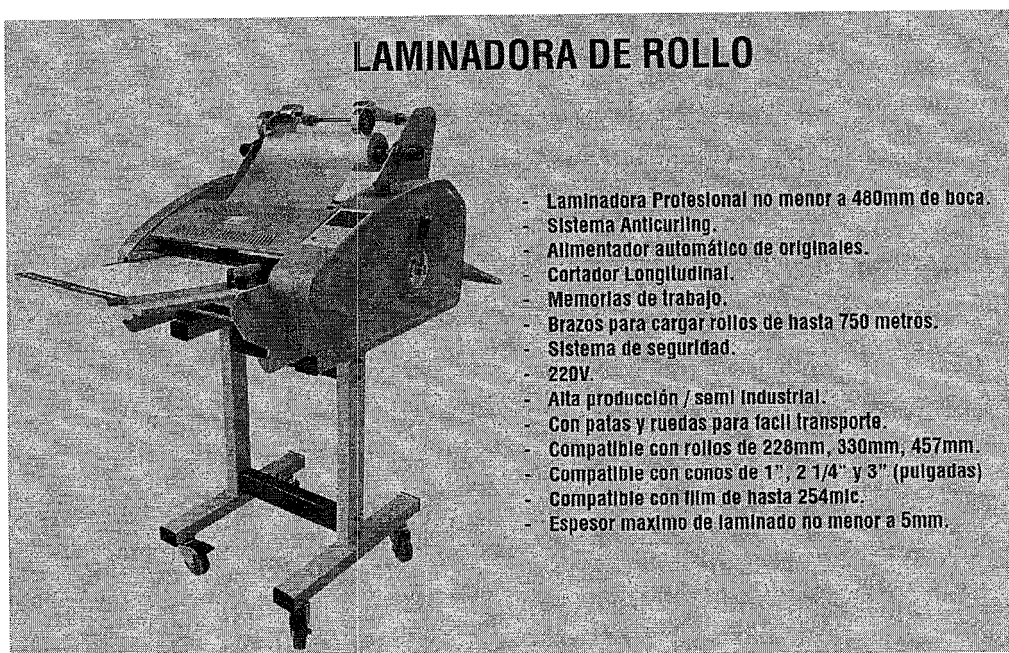 LAMINADORA DE ROLLO
- Laminadora Profesional no menor a 480mm de boca.
- Sistema Anticurling.
- Alimentador automático de originales.
- Cortador Longitudinal.
- Memorias de trabajo.
- Brazos para cargar rollos de hasta 750 metros.
- Sistema de seguridad.
- 220V.
- Alta producción / semi Industrial.
- Con patas y ruedas para facil transporte.
- Compatible con rollos de 228mm, 330mm, 457mm.
- Compatible con conos de 1", 2 1/4" y 3" (pulgadas)
- Compatible con film de hasta 254mic.
- Espesor maximo de laminado no menor a 5mm.